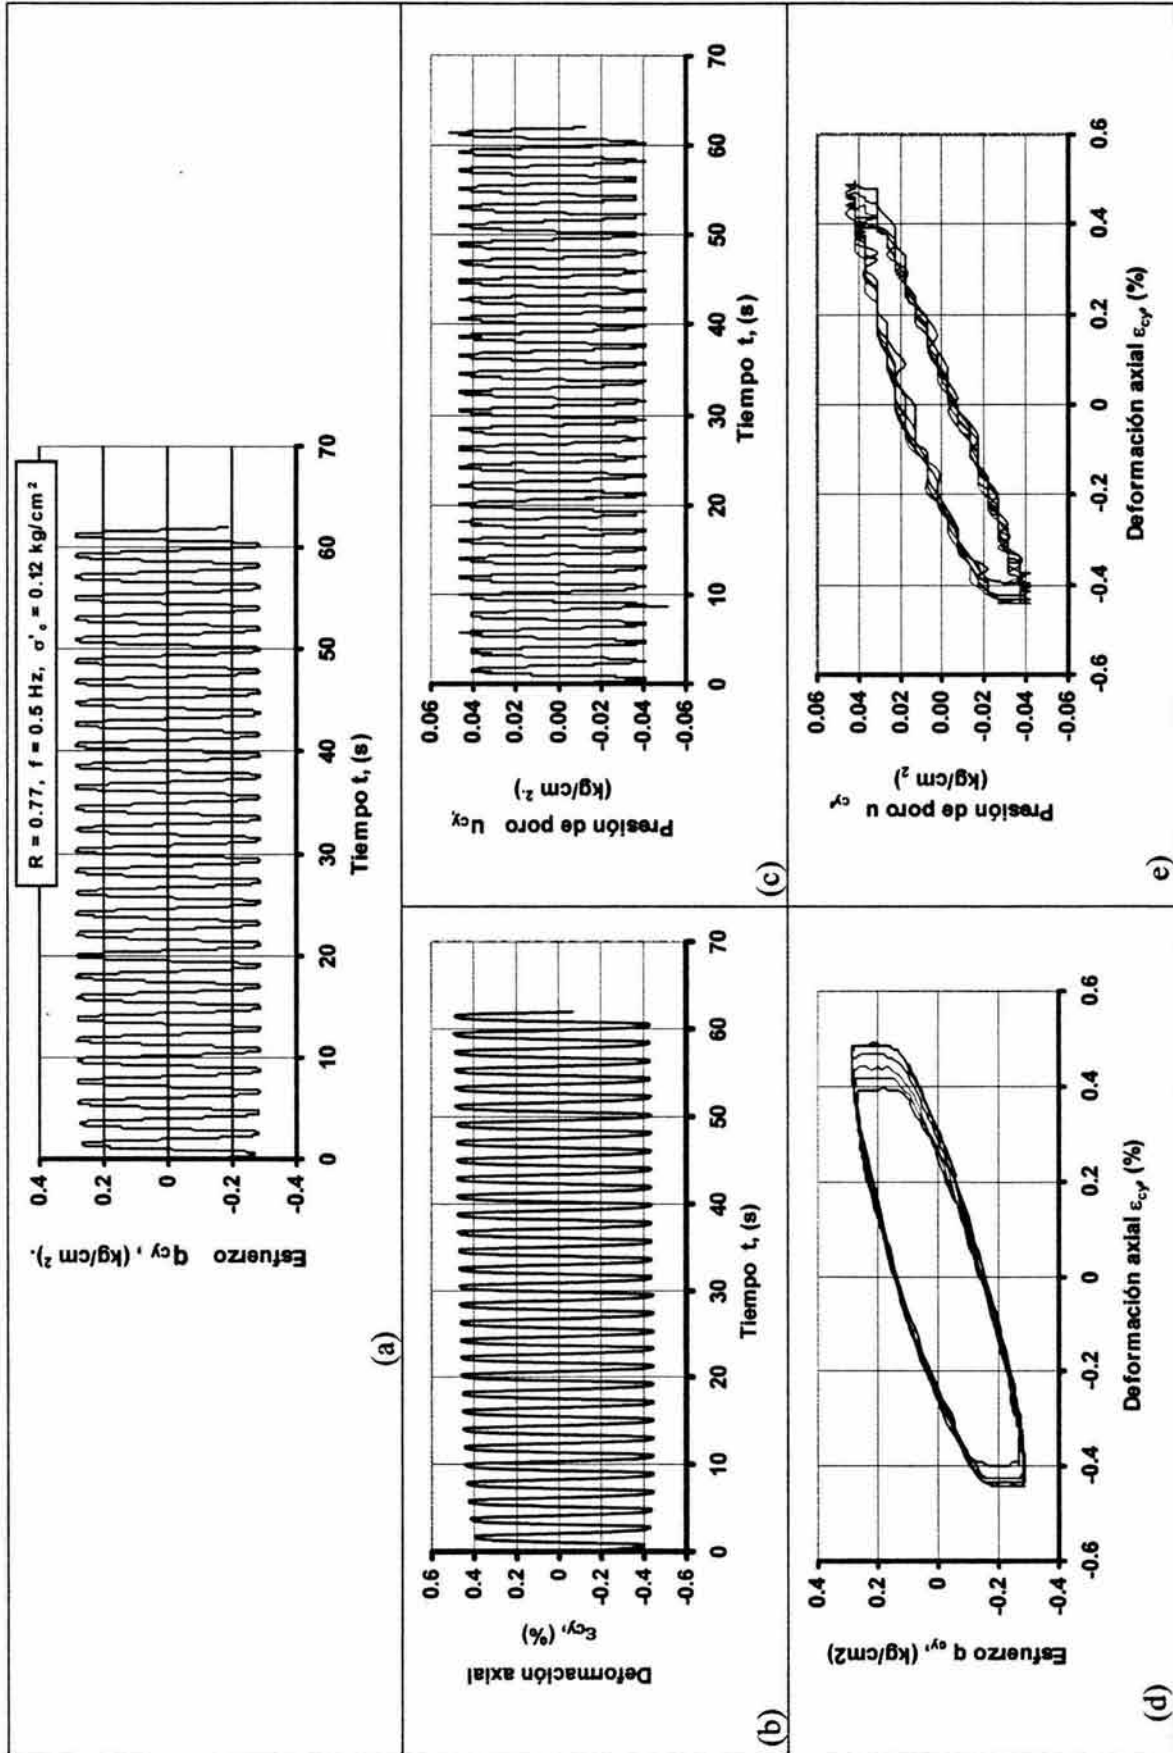 R = 0.77, f = 0.5 Hz, σ'c = 0.12 kg/cm²
0.4
0.2
0
-0.2
-0.4
0 10 20 30 40 50 60 70
Esfuerzo
qcy , (kg/cm²).
Tiempo t, (s)
(a)
0.6
0.4
0.2
0
-0.2
-0.4
-0.6
0 10 20 30 40 50 60 70
Deformación axial
εcy, (%)
Tiempo t, (s)
(b)
0.06
0.04
0.02
0.00
-0.02
-0.04
-0.06
0 10 20 30 40 50 60 70
Presión de poro ucy,
(kg/cm 2.)
Tiempo t, (s)
(c)
0.4
0.2
0
-0.2
-0.4
-0.6 -0.4 -0.2 0 0.2 0.4 0.6
Esfuerzo q cy, (kg/cm2)
Deformación axial εcy, (%)
(d)
0.06
0.04
0.02
0.00
-0.02
-0.04
-0.06
-0.6 -0.4 -0.2 0 0.2 0.4 0.6
Presión de poro u cy,
(kg/cm 2)
Deformación axial εcy, (%)
e)